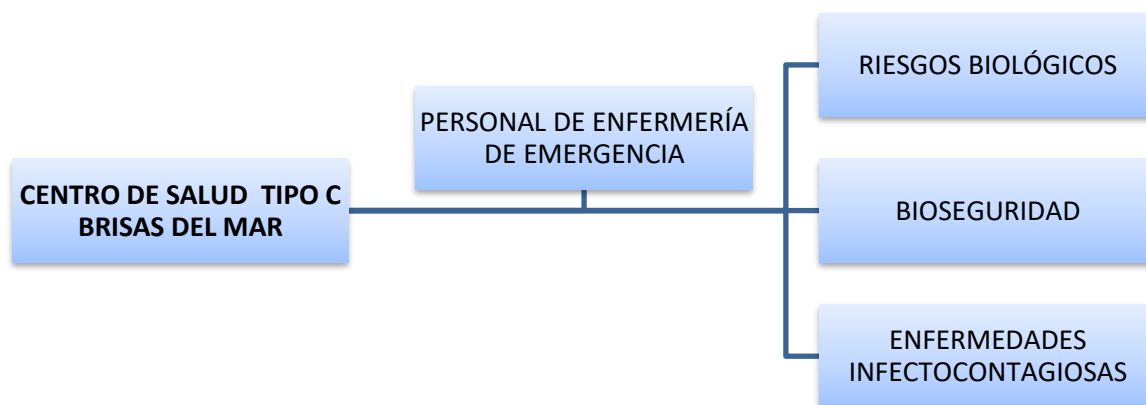 CENTRO DE SALUD TIPO C
BRISAS DEL MAR
PERSONAL DE ENFERMERÍA
DE EMERGENCIA
RIESGOS BIOLÓGICOS
BIOSEGURIDAD
ENFERMEDADES
INFECTOCONTAGIOSAS